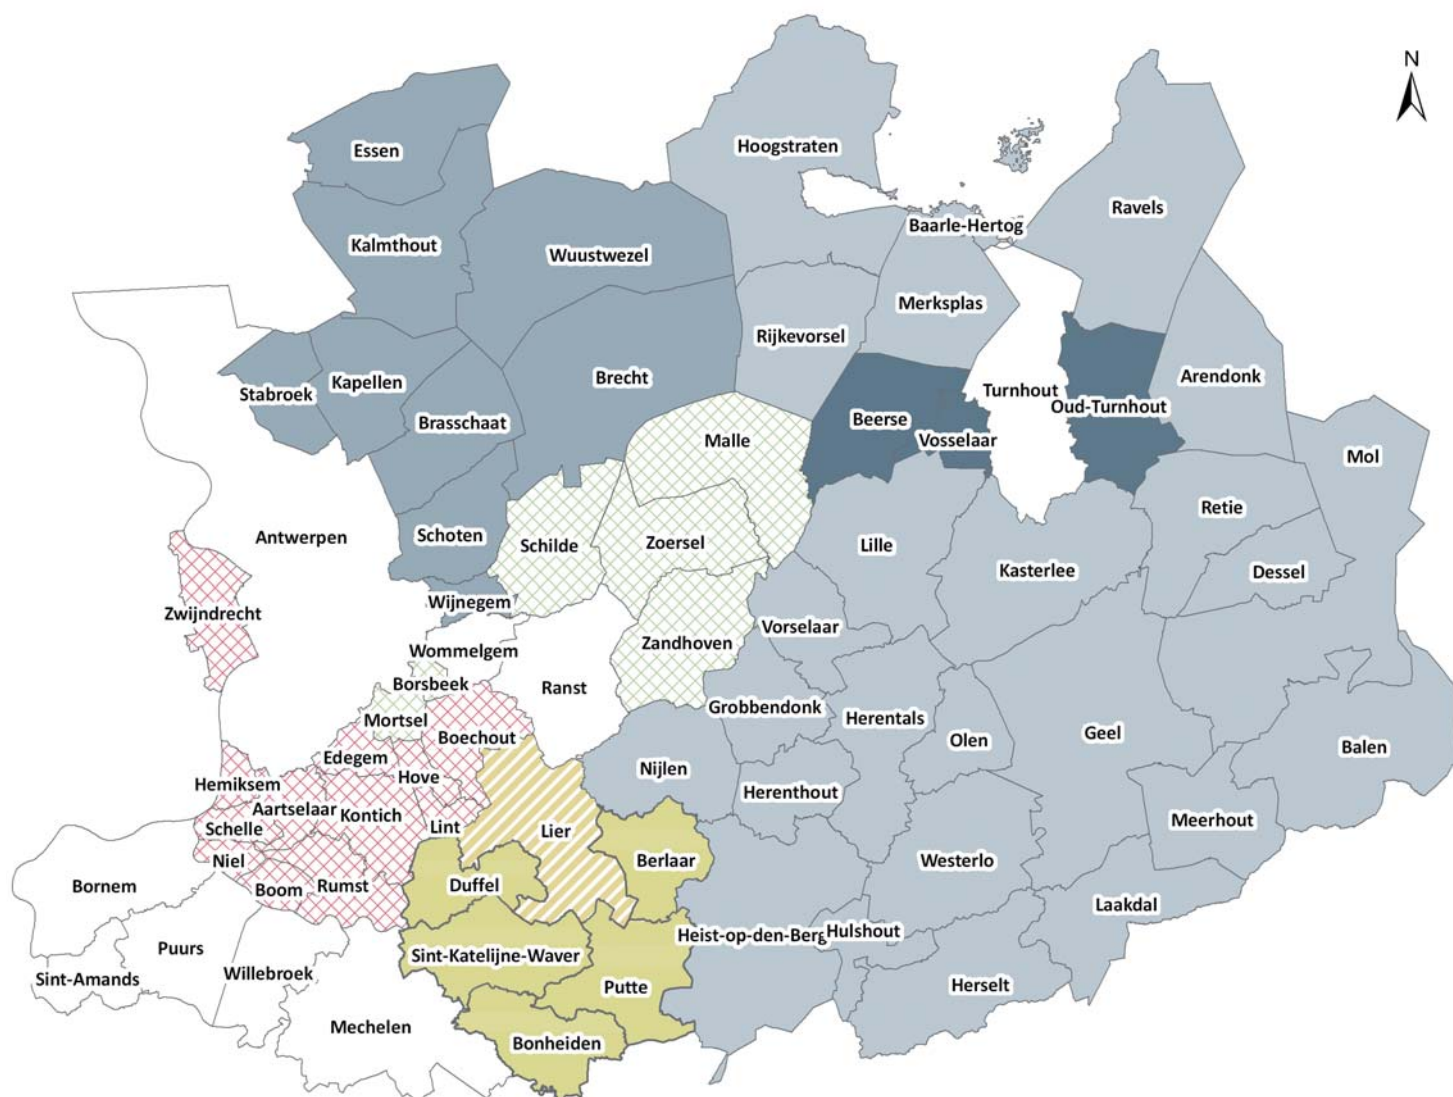 N
Essen
Hoogstraten
Ravels
Baarle-Hertog
Kalmthout
Wuustwezel
Merksplas
Rijkevorsel
Stabroek
Kapellen
Brecht
Arendonk
Turnhout
Brasschaat
Beerse
Oud-Turnhout
Vosselaar
Malle
Mol
Retie
Antwerpen
Schoten
Schilde
Zoersel
Lille
Kasterlee
Dessel
Zwijndrecht
Wijnegem
Vorselaar
Zandhoven
Wommelgem
Borsbeek
Ranst
Mortsel
Grobbendonk
Herentals
Boechout
Olen
Geel
Balen
Edegem
Hove
Nijlen
Hemiksem
Herenthout
Aartselaar
Kontich
Schelle
Lint
Lier
Meerhout
Niel
Berlaar
Westerlo
Bornem
Boom
Rumst
Duffel
Laakdal
Heist-op-den-Berg
Hulshout
Puurs
Sint-Katelijne-Waver
Sint-Amands
Willebroek
Putte
Herselt
Mechelen
Bonheiden